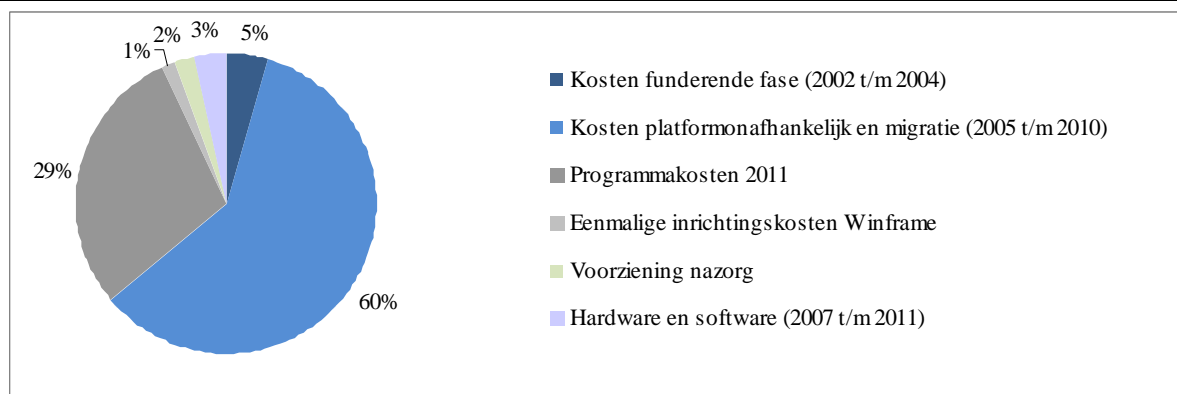 2% 3% 5%
1%
29%
60%
Kosten funderende fase (2002 t/m 2004)
Kosten platformonafhankelijk en migratie (2005 t/m 2010)
Programmakosten 2011
Eenmalige inrichtingskosten Winframe
Voorziening nazorg
Hardware en software (2007 t/m 2011)